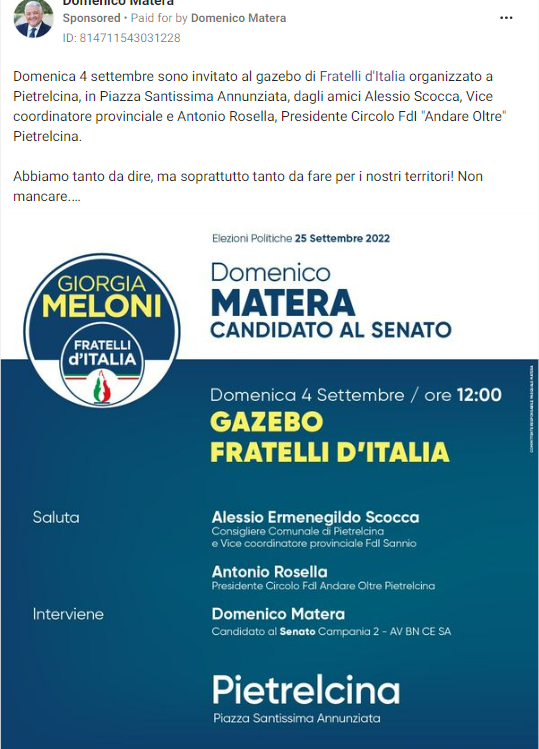 Domenico Matera
Sponsored • Paid for by Domenico Matera
ID: 814711543031228
Domenica 4 settembre sono invitato al gazebo di Fratelli d'Italia organizzato a
Pietrelcina, in Piazza Santissima Annunziata, dagli amici Alessio Scocca, Vice
coordinatore provinciale e Antonio Rosella, Presidente Circolo FdI "Andare Oltre"
Pietrelcina.
Abbiamo tanto da dire, ma soprattutto tanto da fare per i nostri territori! Non
mancare....
Elezioni Politiche 25 Settembre 2022
GIORGIA
MELONI
FRATELLI
d'ITALIA
Domenico
MATERA
CANDIDATO AL SENATO
Domenica 4 Settembre / ore 12:00
GAZEBO
FRATELLI D'ITALIA
Saluta
Alessio Ermenegildo Scocca
Consigliere Comunale di Pietrelcina
e Vice coordinatore provinciale FdI Sannio
Antonio Rosella
Presidente Circolo FdI Andare Oltre Pietrelcina
Interviene
Domenico Matera
Candidato al Senato Campania 2 - AV BN CE SA
Pietrelcina
Piazza Santissima Annunziata